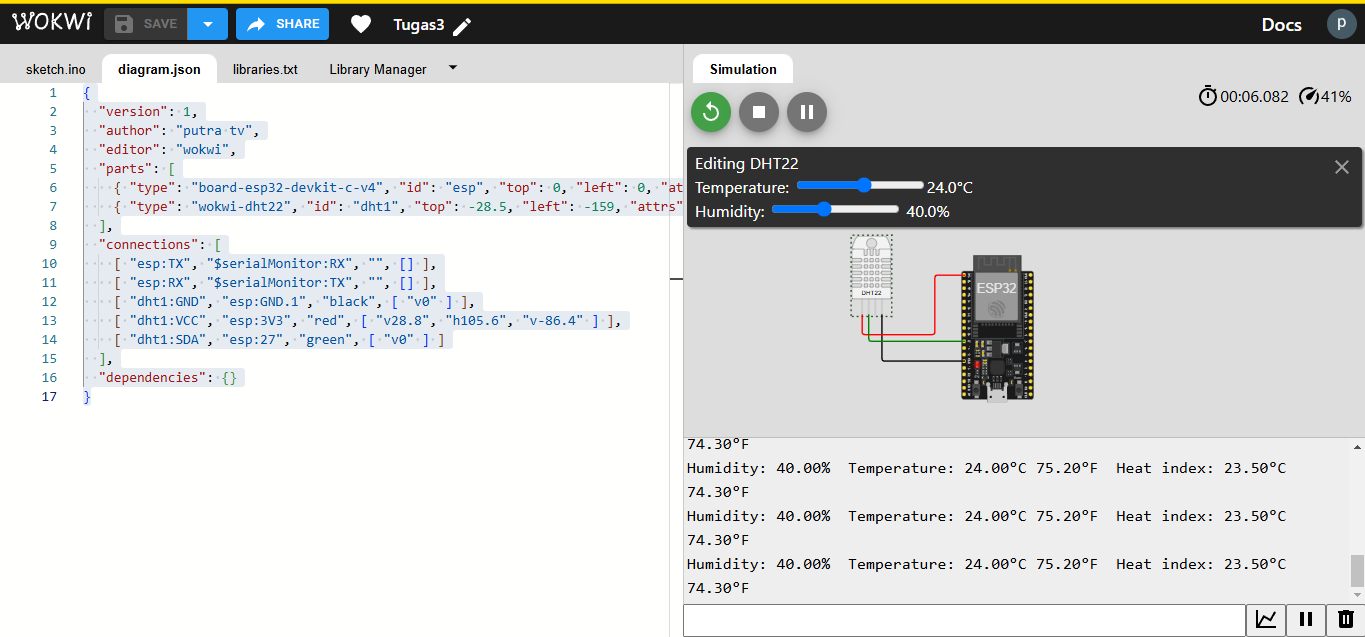 WOKWI
SAVE
SHARE
Tugas3
Docs
p
sketch.ino
diagram.json
libraries.txt
Library Manager
1 {
2 "version": 1,
3 "author": "putra tv",
4 "editor": "wokwi",
5 "parts": [
6 { "type": "board-esp32-devkit-c-v4", "id": "esp", "top": 0, "left": 0, "at
7 { "type": "wokwi-dht22", "id": "dht1", "top": -28.5, "left": -159, "attrs"
8 ],
9 "connections": [
10 [ "esp:TX", "$serialMonitor:RX", "", [] ],
11 [ "esp:RX", "$serialMonitor:TX", "", [] ],
12 [ "dht1:GND", "esp:GND.1", "black", [ "v0" ] ],
13 [ "dht1:VCC", "esp:3V3", "red", [ "v28.8", "h105.6", "v-86.4" ] ],
14 [ "dht1:SDA", "esp:27", "green", [ "v0" ] ]
15 ],
16 "dependencies": {}
17 }
Simulation
00:06.082
41%
Editing DHT22
Temperature: 24.0°C
Humidity: 40.0%
DHT22
ESP32
74.30°F
Humidity: 40.00% Temperature: 24.00°C 75.20°F Heat index: 23.50°C
74.30°F
Humidity: 40.00% Temperature: 24.00°C 75.20°F Heat index: 23.50°C
74.30°F
Humidity: 40.00% Temperature: 24.00°C 75.20°F Heat index: 23.50°C
74.30°F